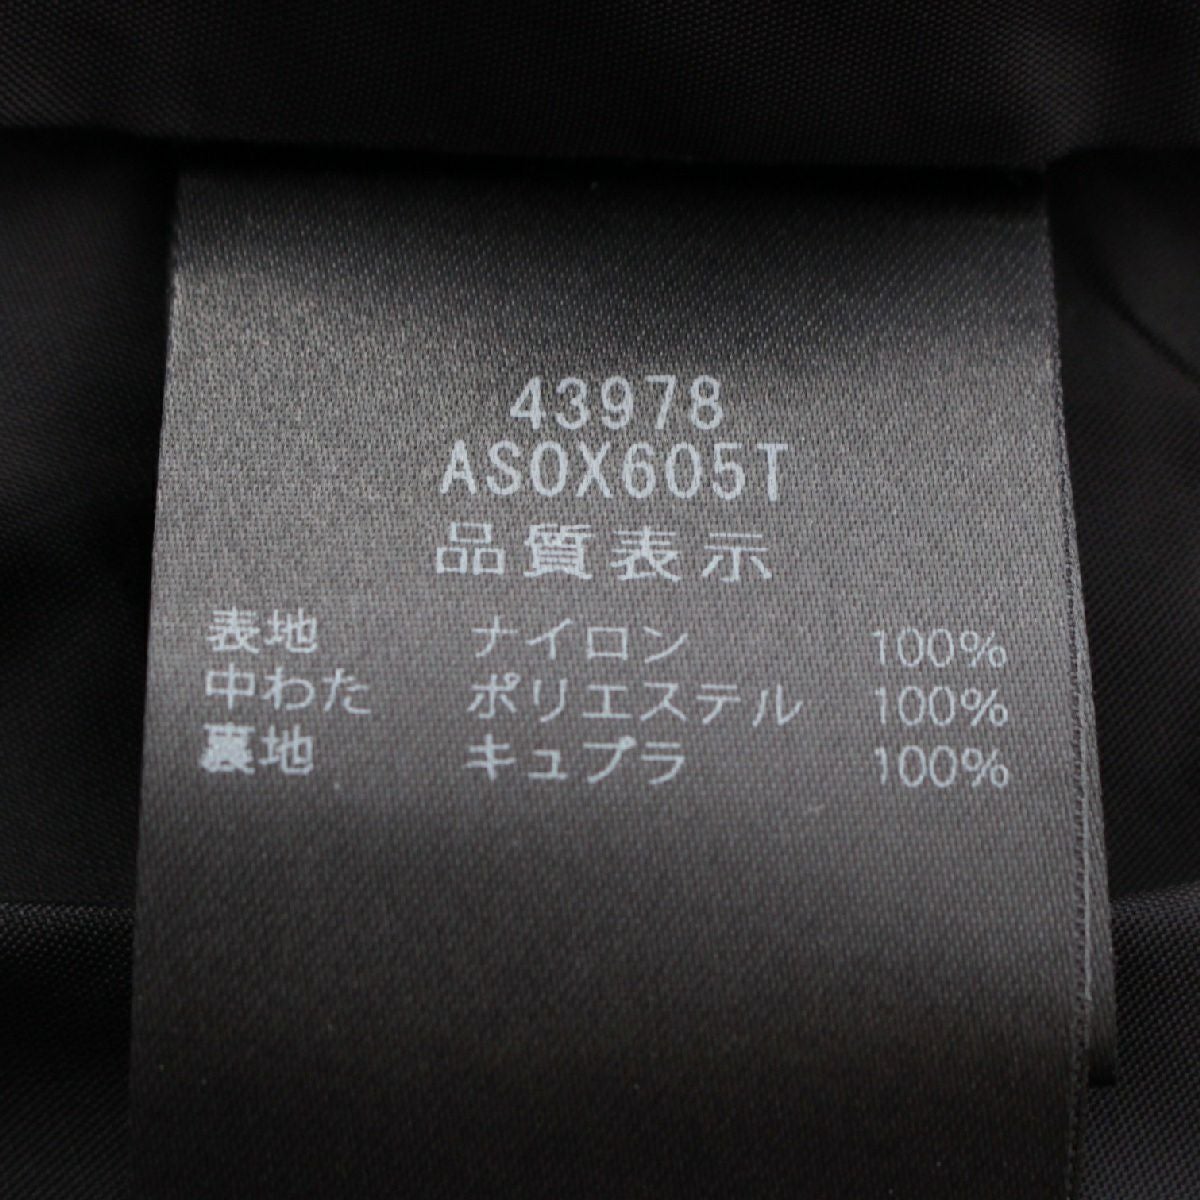 43978
ASOX605T
品質表示
表地 ナイロン 100%
中わた ポリエステル 100%
裏地 キュプラ 100%